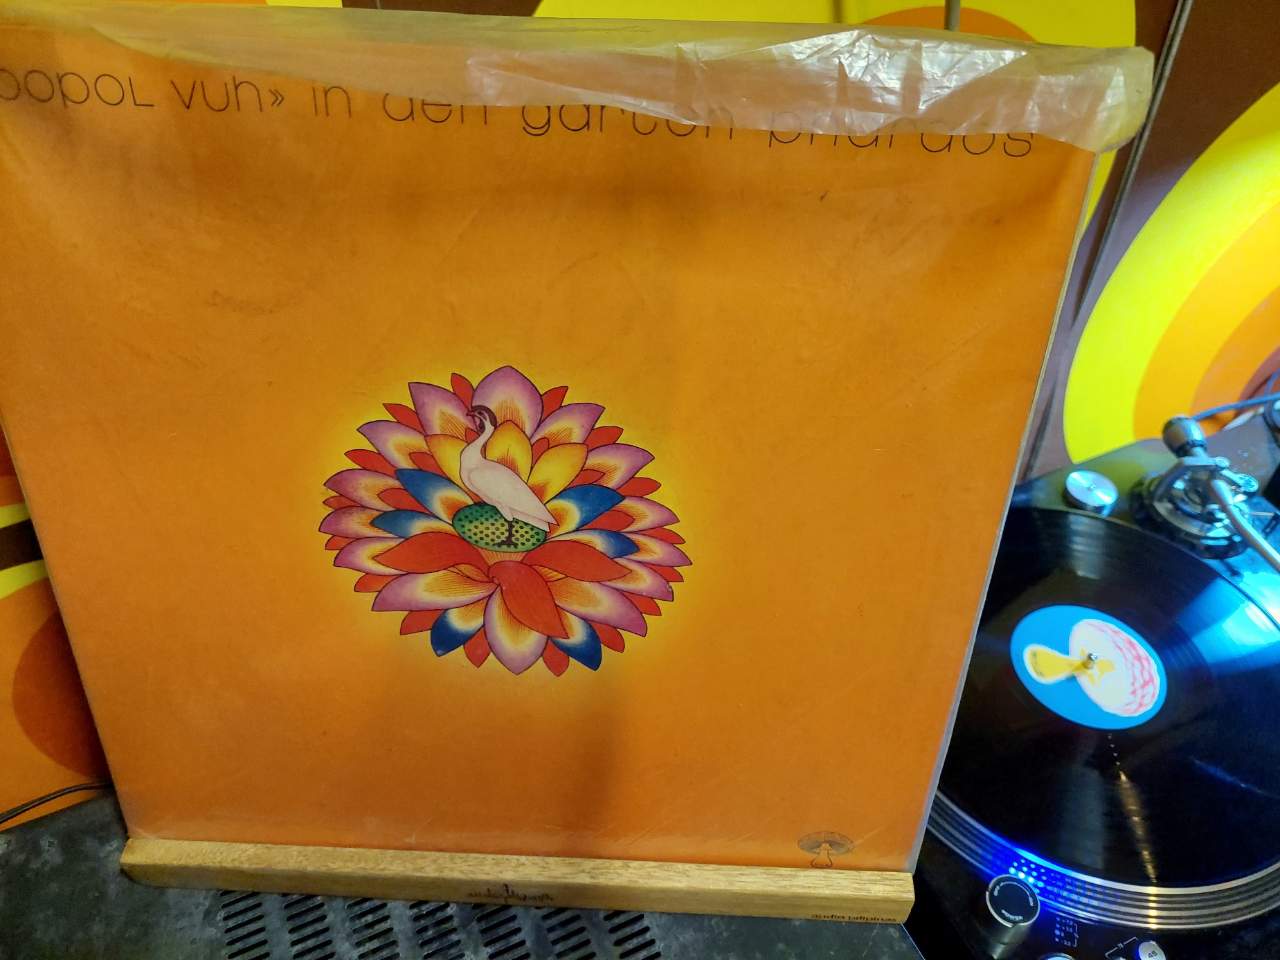 popol vuh» in den garten pharaos